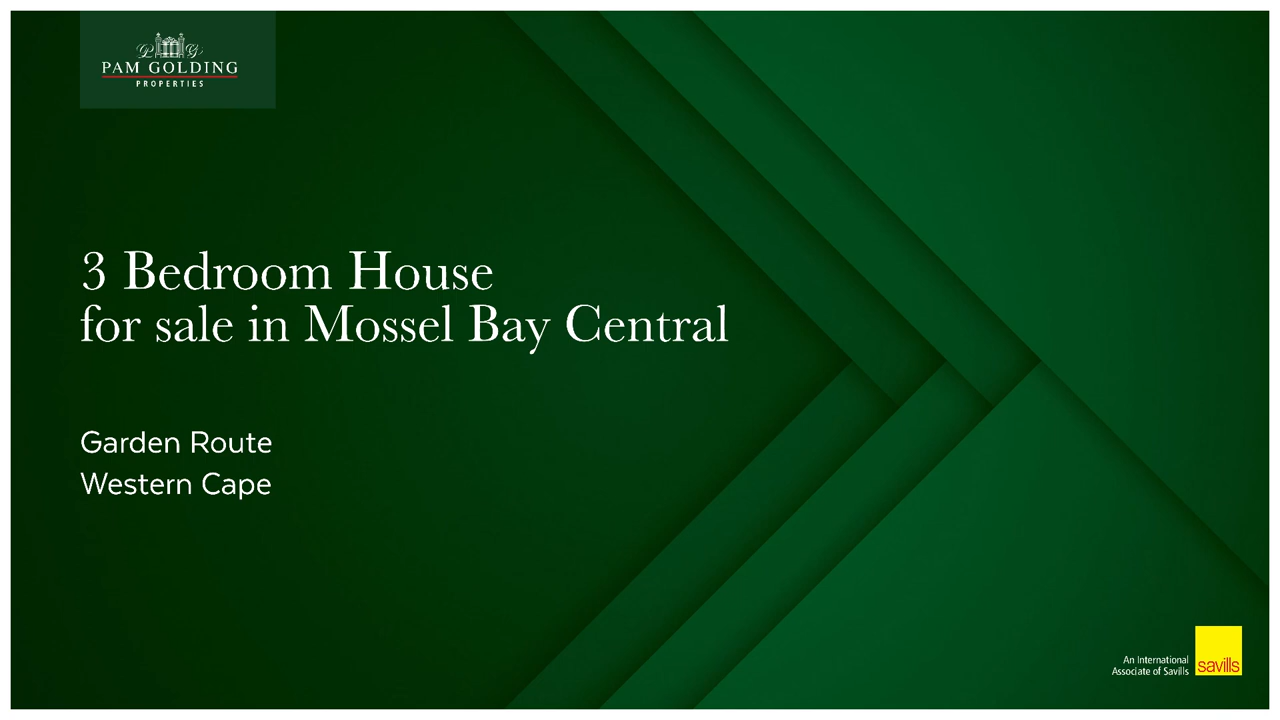 PAM GOLDING
PROPERTIES
3 Bedroom House
for sale in Mossel Bay Central
Garden Route
Western Cape
An International
Associate of Savills
savills